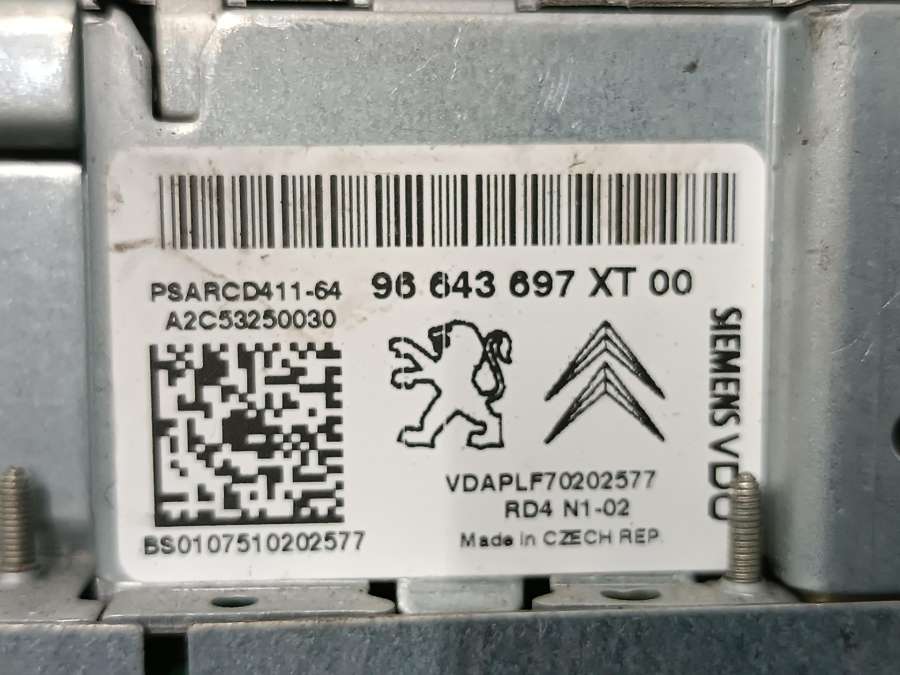 PSARCD411-64
96 643 697 XT 00
A2C53250030
SIEMENS VDO
VDAPLF70202577
RD4 N1-02
BS0107510202577
Made in CZECH REP.